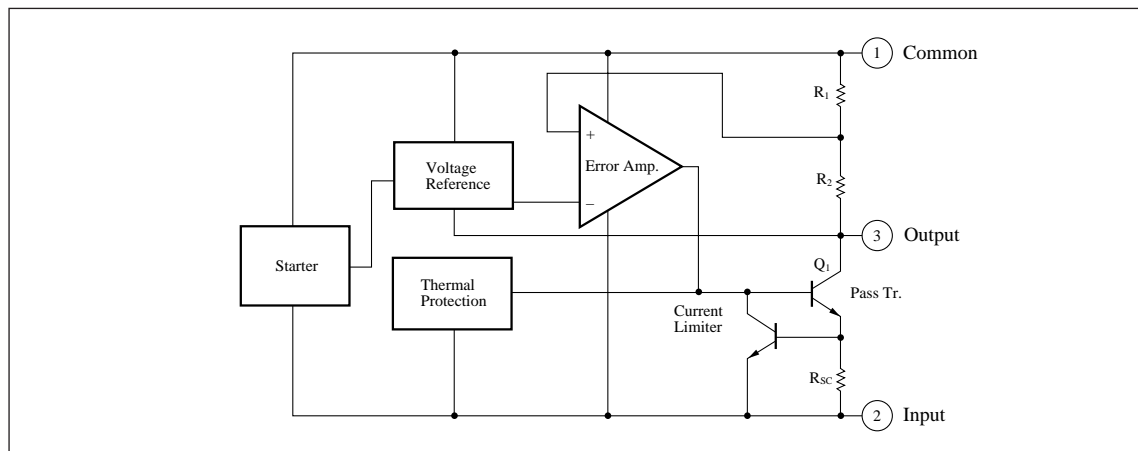 1 Common
R1
+
Voltage
Reference
Error Amp.
R2
−
3 Output
Starter
Q1
Thermal
Protection
Pass Tr.
Current
Limiter
RSC
2 Input